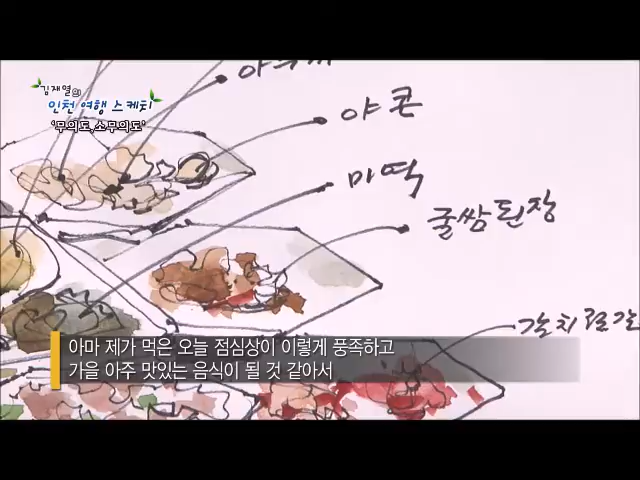 김재열의
인천 여행 스케치
'무의도, 소무의도'
야콘
마떡
굴쌈된장
아마 제가 먹은 오늘 점심상이 이렇게 풍족하고
가을 아주 맛있는 음식이 될 것 같아서